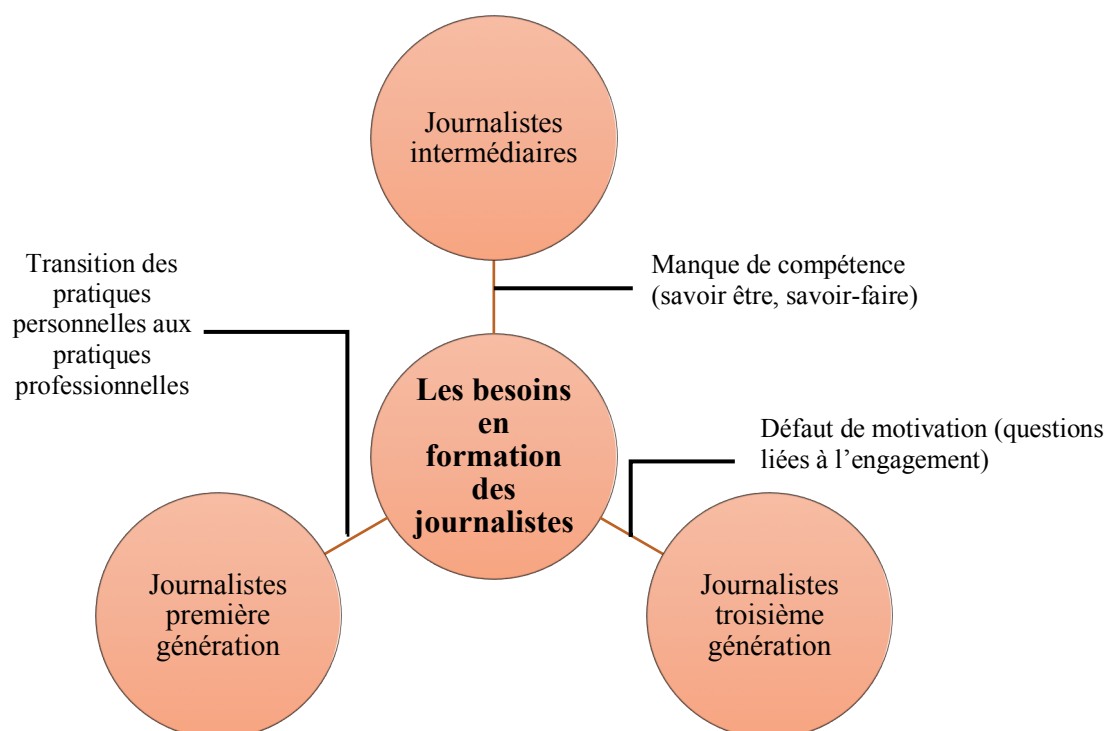 Journalistes
intermédiaires
Transition des
pratiques
personnelles aux
pratiques
professionnelles
Manque de compétence
(savoir être, savoir-faire)
Les besoins
en
formation
des
journalistes
Défaut de motivation (questions
liées à l’engagement)
Journalistes
première
génération
Journalistes
troisième
génération